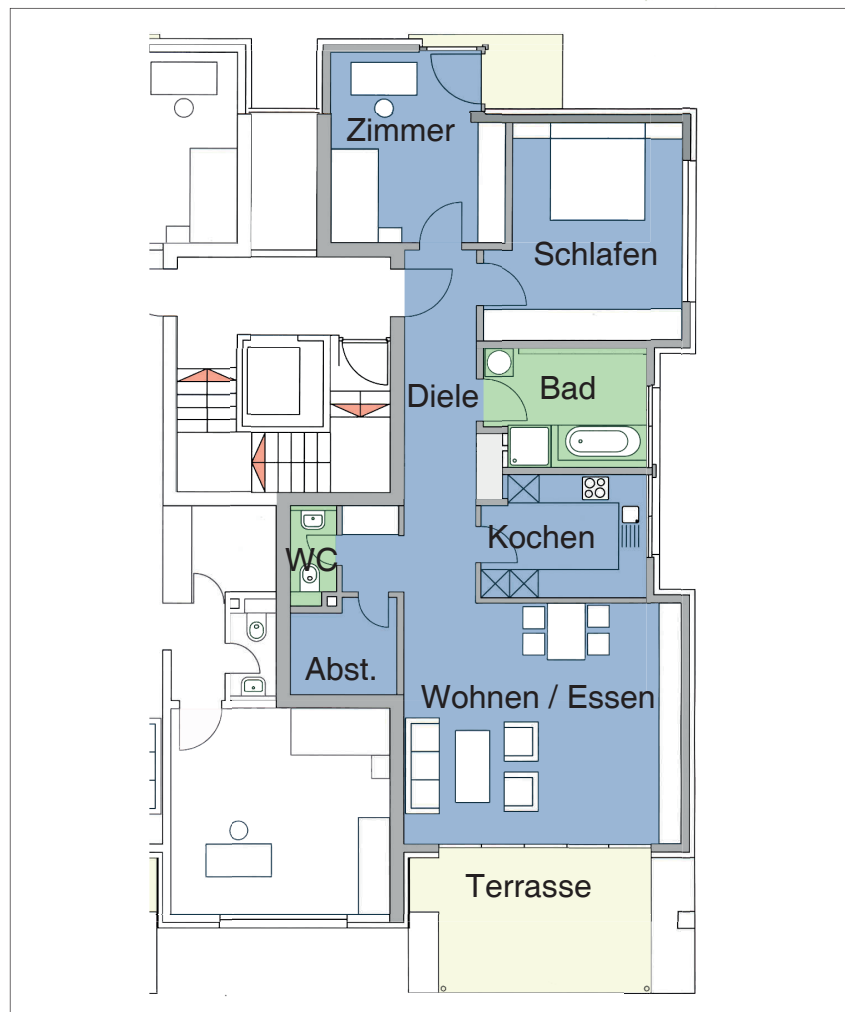 Zimmer
Schlafen
Diele
Bad
Kochen
WC
Abst.
Wohnen / Essen
Terrasse